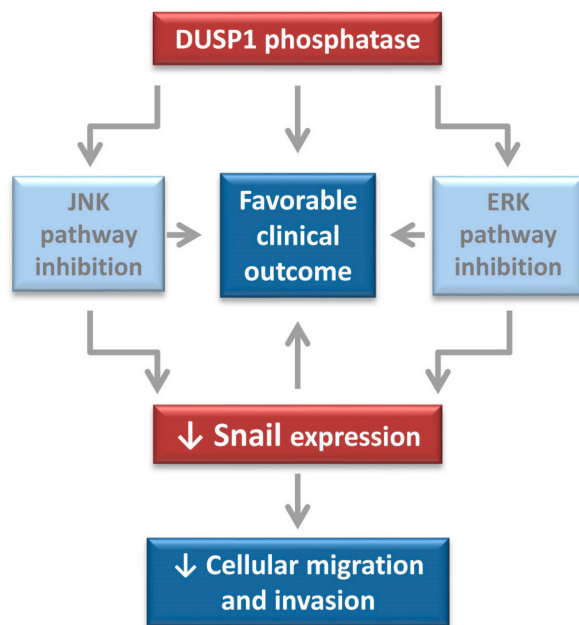 DUSP1 phosphatase
JNK
pathway
inhibition
Favorable
clinical
outcome
ERK
pathway
inhibition
↓ Snail expression
↓ Cellular migration
and invasion